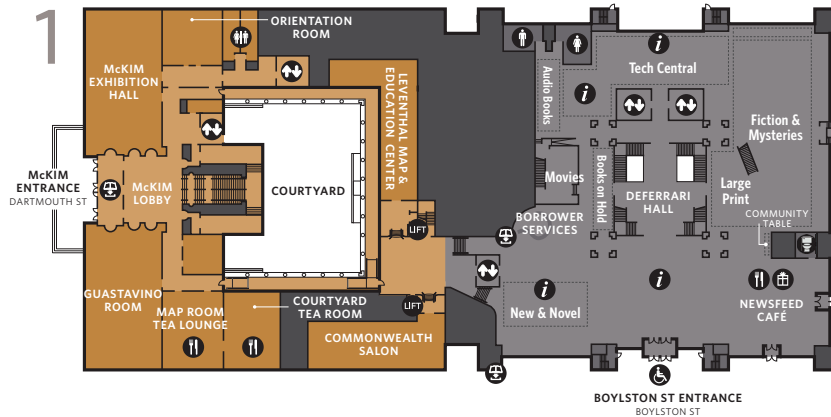 1
ORIENTATION
ROOM
McKIM
EXHIBITION
HALL
LEVENTHAL MAP &
EDUCATION CENTER
Audio Books
i
Tech Central
i
Fiction &
Mysteries
McKIM
ENTRANCE
DARTMOUTH ST
McKIM
LOBBY
COURTYARD
Movies
Books on Hold
DEFERRARI
HALL
Large
Print
BORROWER
SERVICES
COMMUNITY
TABLE
LIFT
GUASTAVINO
ROOM
MAP ROOM
TEA LOUNGE
COURTYARD
TEA ROOM
LIFT
COMMONWEALTH
SALON
i
New & Novel
i
NEWSFEED
CAFÉ
BOYLSTON ST ENTRANCE
BOYLSTON ST